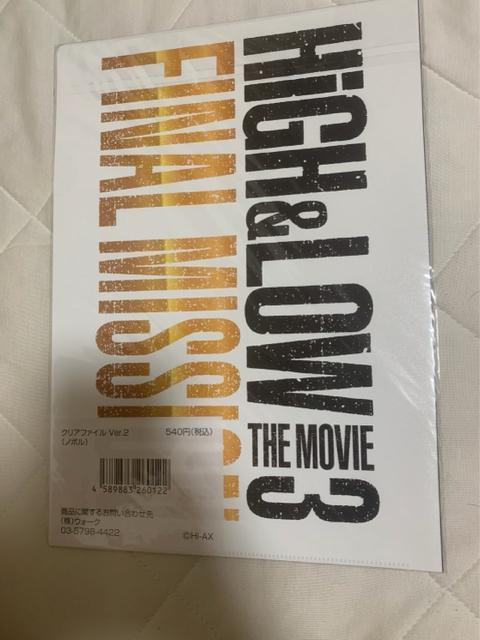 HiGH&LOW THE MOVIE 3
FINAL MISSI
クリアファイル Ver.2 540円(税込)
(ノボル)
4 589883 260122
商品に関するお問い合わせ先
(株)ウォーク
03-5798-4422
©HI-AX